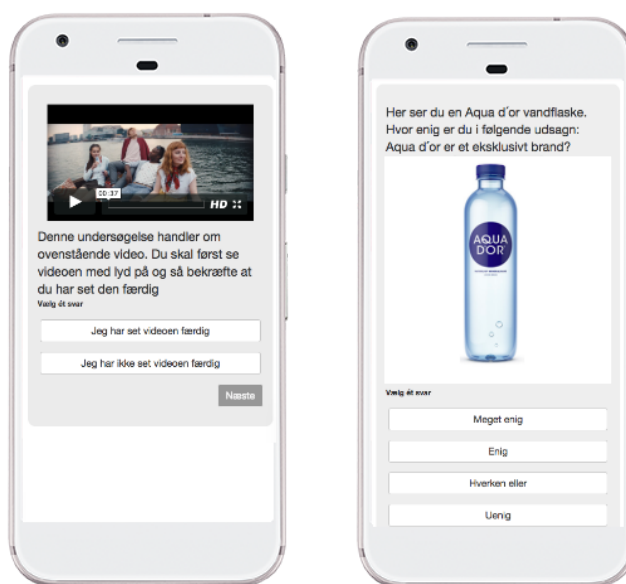 00:37
HD
Denne undersøgelse handler om
ovenstående video. Du skal først se
videoen med lyd på og så bekræfte at
du har set den færdig
Vælg ét svar
Jeg har set videoen færdig
Jeg har ikke set videoen færdig
Næste
Her ser du en Aqua d´or vandflaske.
Hvor enig er du i følgende udsagn:
Aqua d´or er et eksklusivt brand?
AQUA
D'OR
Vælg ét svar
Meget enig
Enig
Hverken eller
Uenig